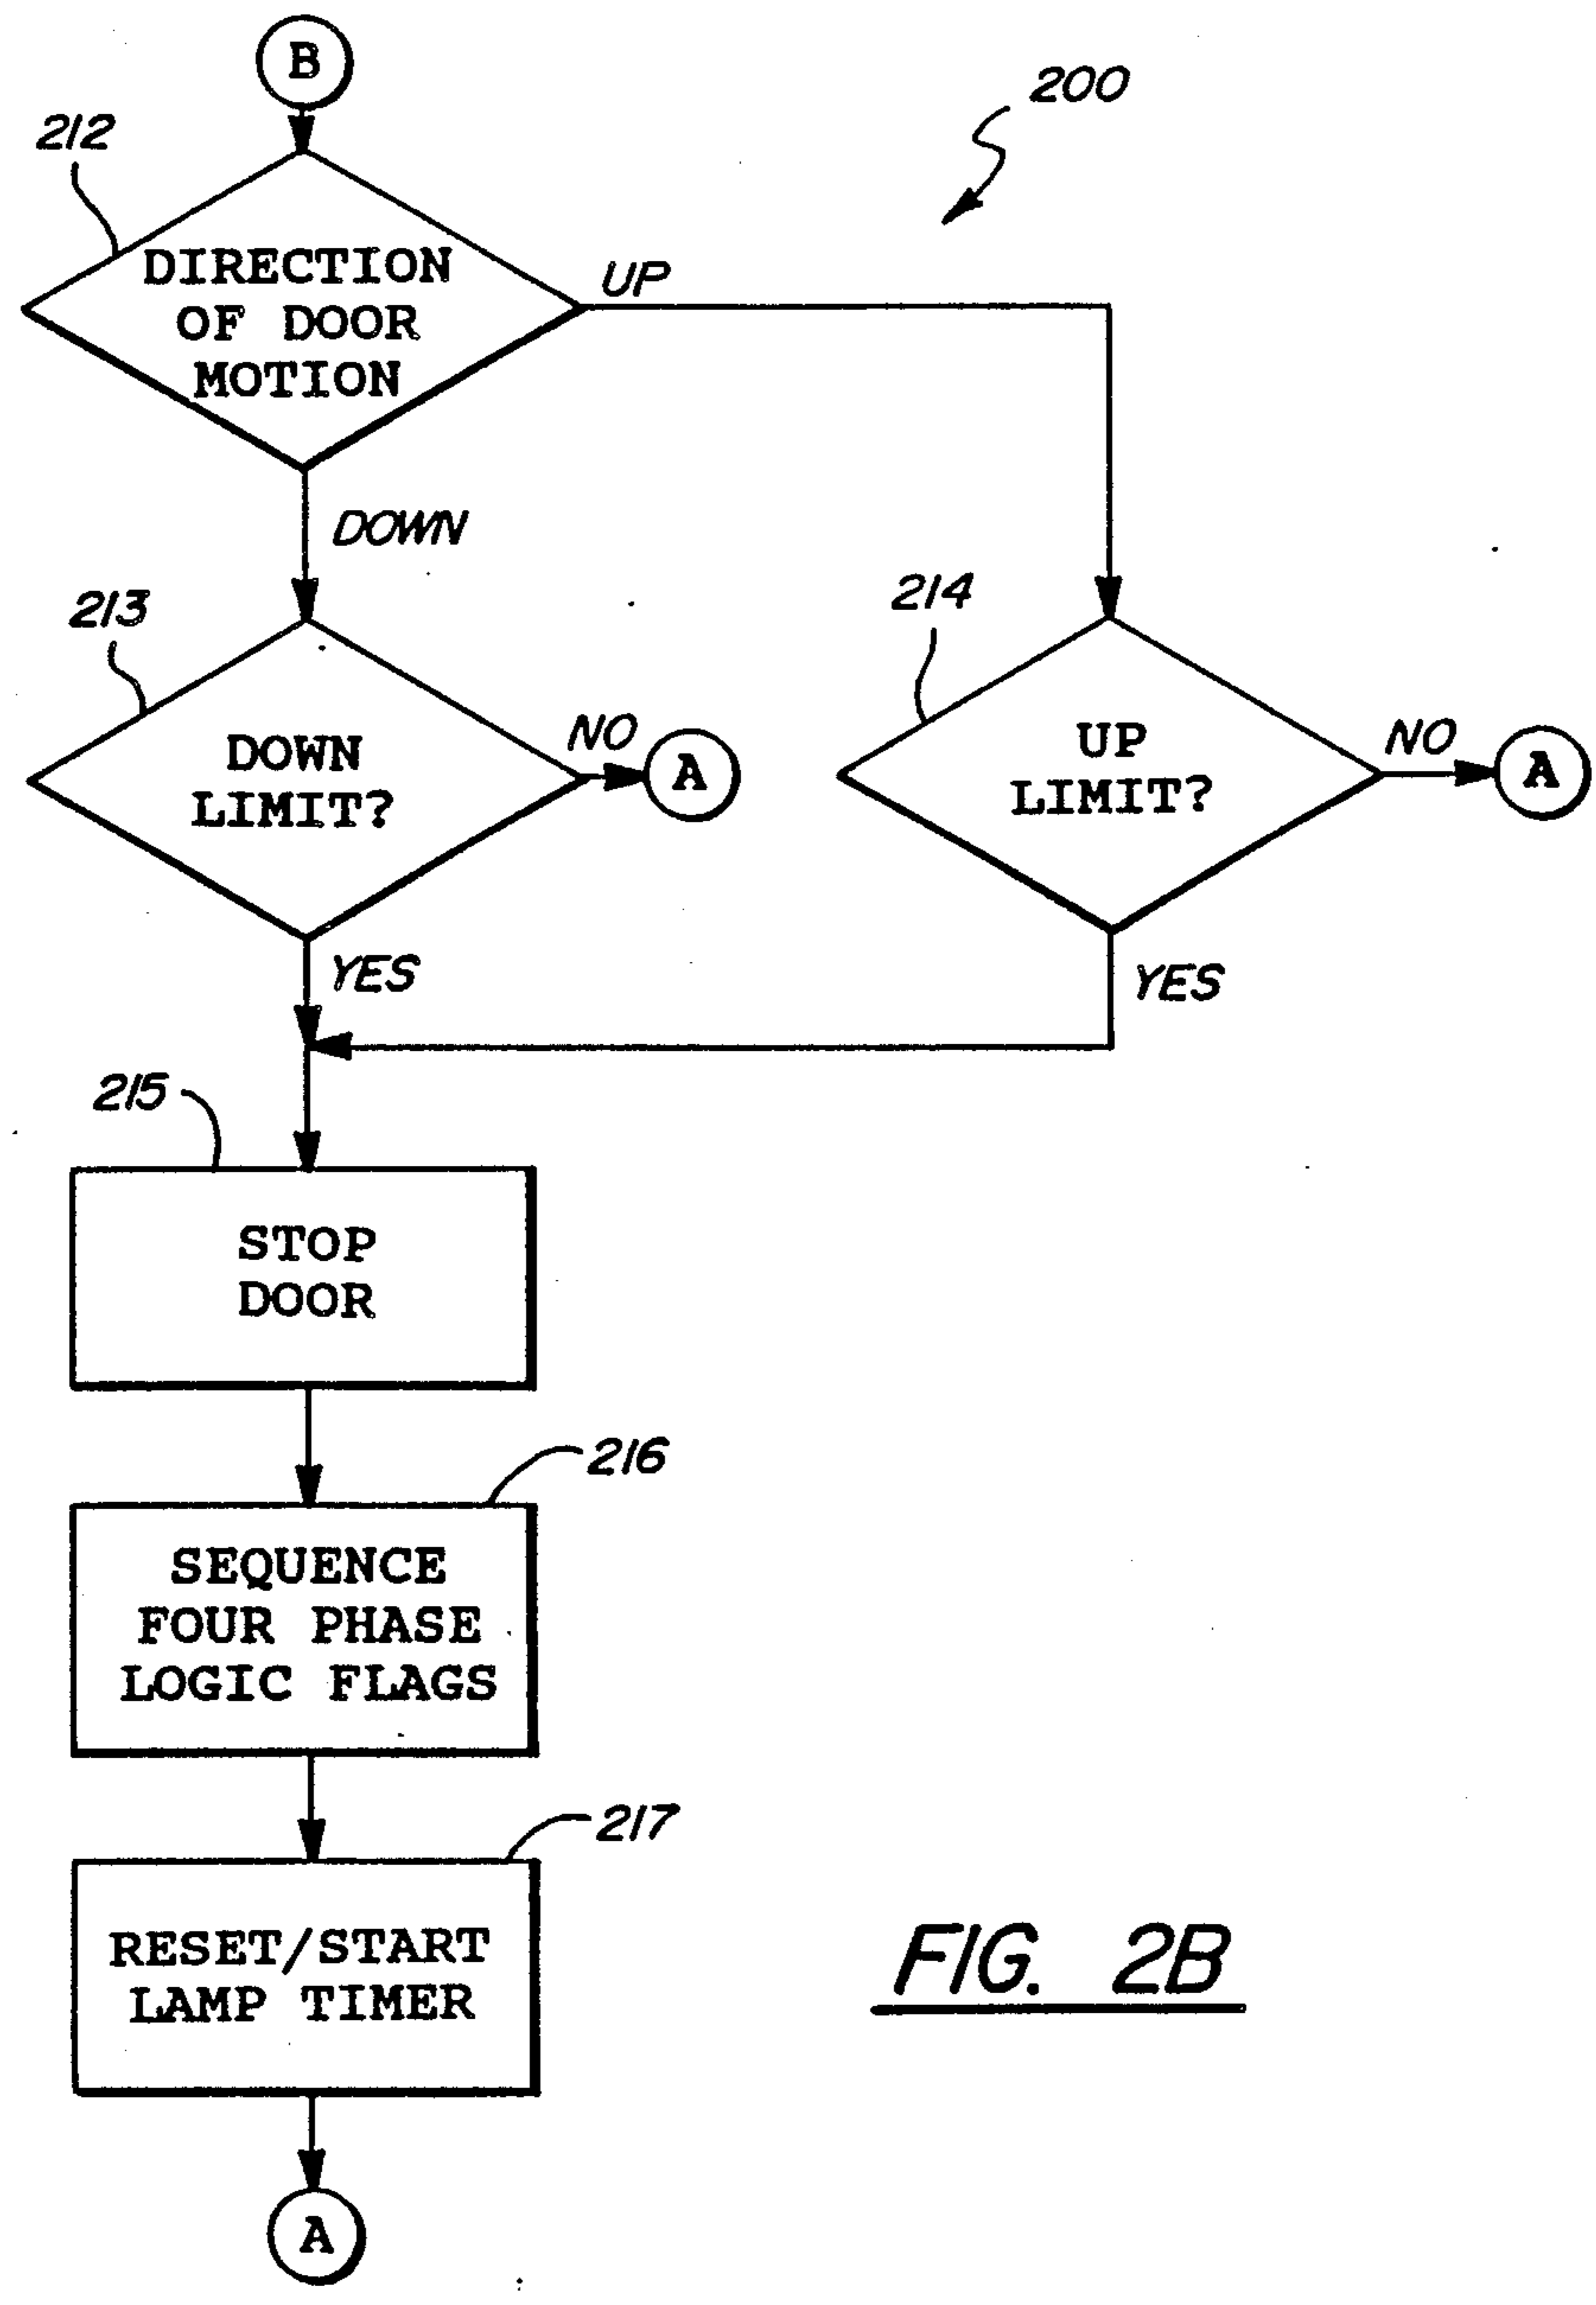 B
200
212
DIRECTION
OF DOOR
MOTION
UP
DOWN
213
DOWN
LIMIT?
NO
A
214
UP
LIMIT?
NO
A
YES
YES
215
STOP
DOOR
216
SEQUENCE
FOUR PHASE
LOGIC FLAGS
217
RESET/START
LAMP TIMER
A
FIG. 2B